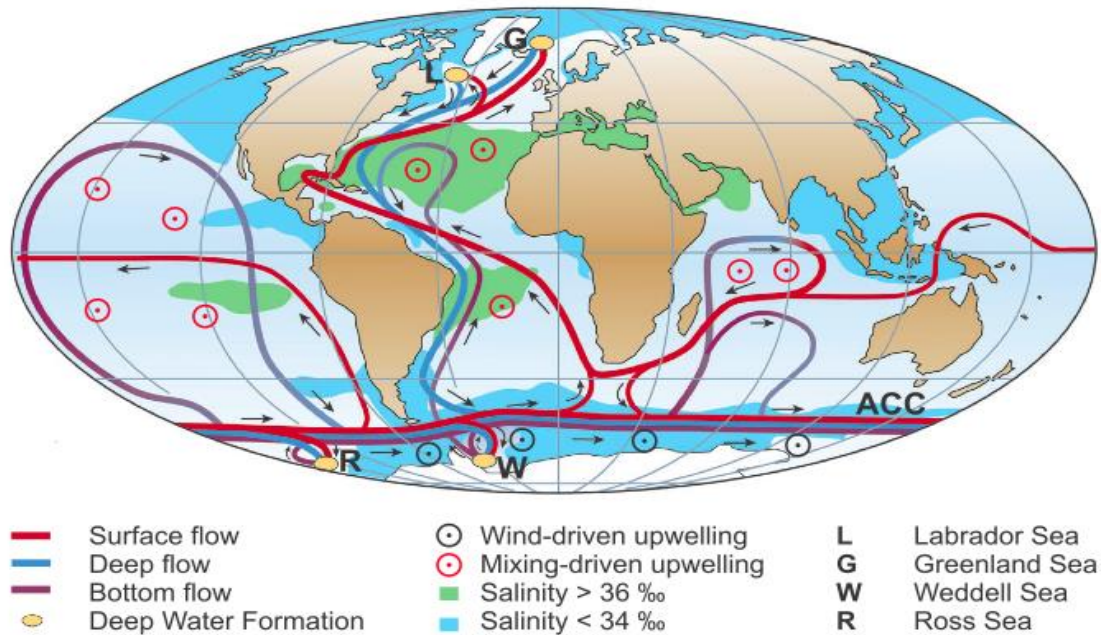 G
L
ACC
R
W
Surface flow
Deep flow
Bottom flow
Deep Water Formation
Wind-driven upwelling
Mixing-driven upwelling
Salinity > 36 ‰
Salinity < 34 ‰
L Labrador Sea
G Greenland Sea
W Weddell Sea
R Ross Sea